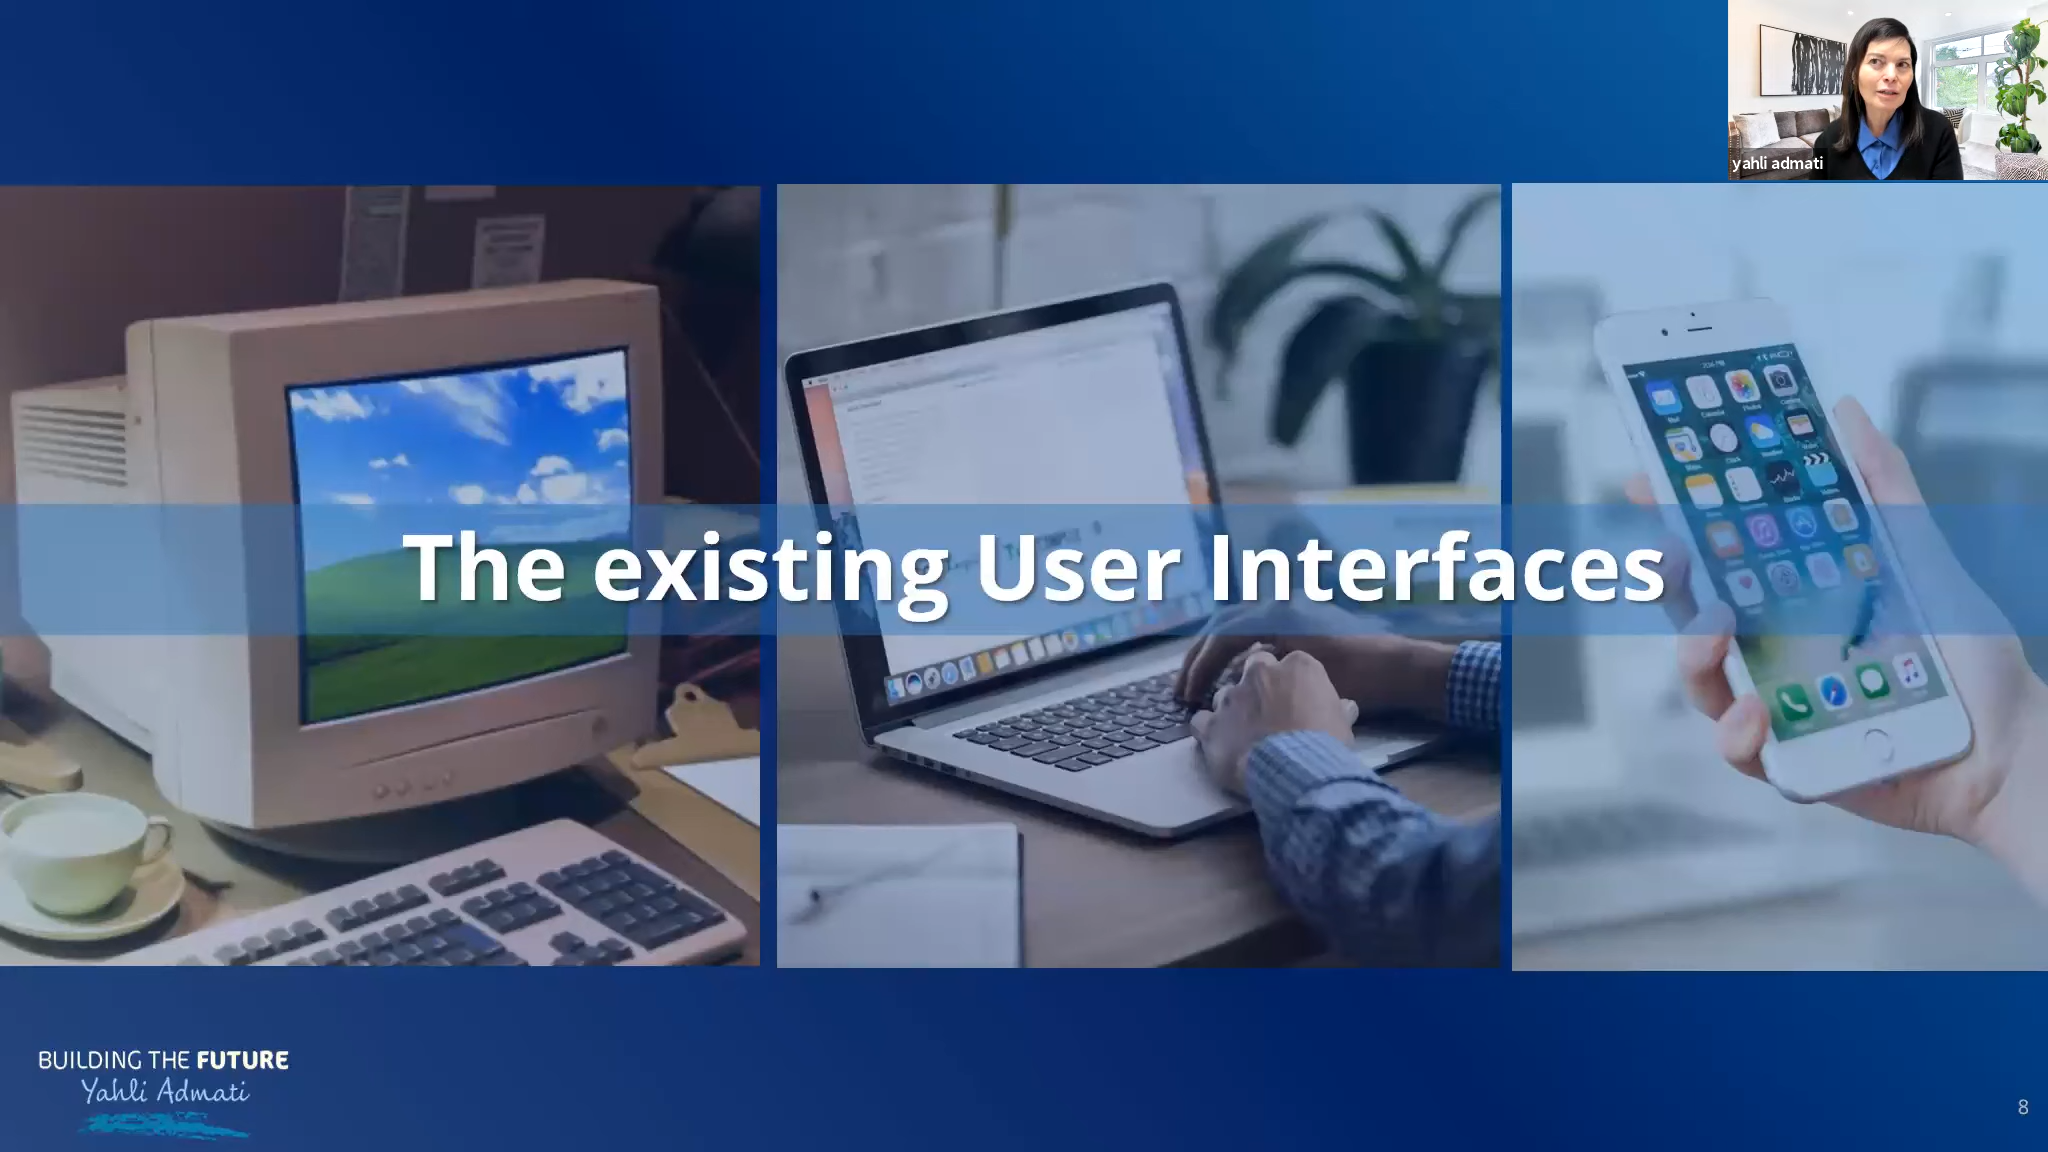 yahli admati
The existing User Interfaces
BUILDING THE FUTURE
Yahli Admati
8